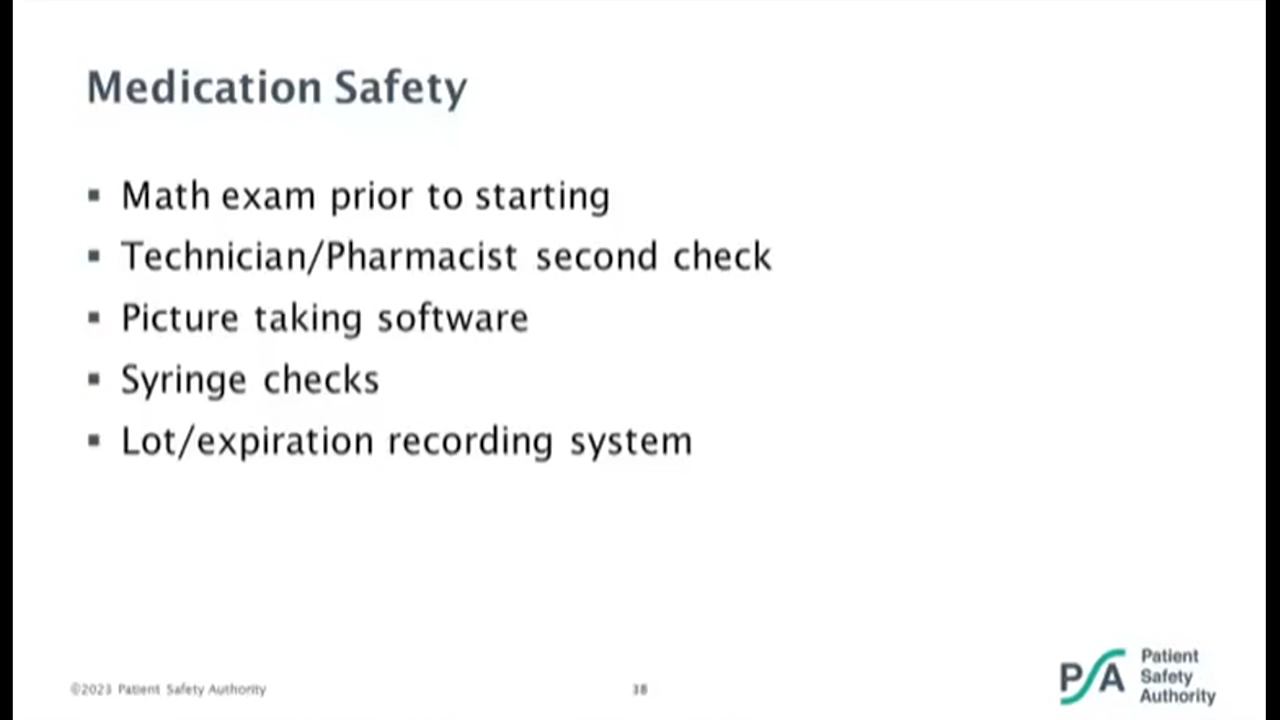 Medication Safety
▪ Math exam prior to starting
▪ Technician/Pharmacist second check
▪ Picture taking software
▪ Syringe checks
▪ Lot/expiration recording system
©2023 Patient Safety Authority
38
PSA
Patient
Safety
Authority